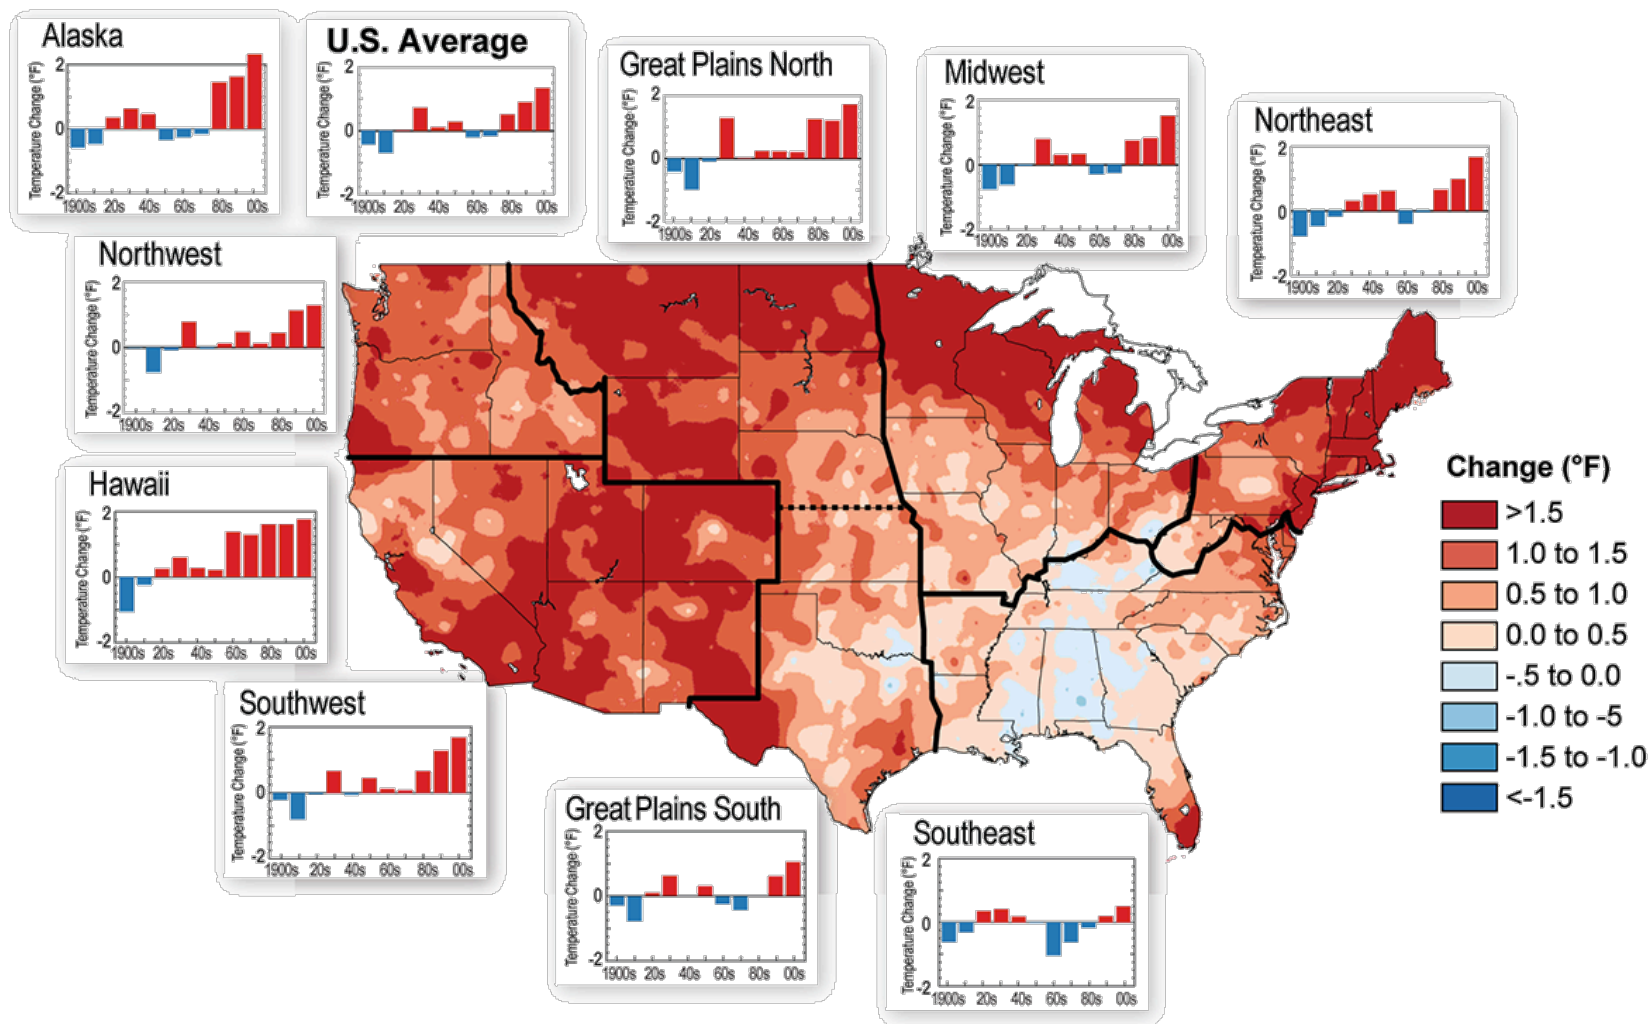 Alaska
Temperature Change (°F)
2
0
-2
1900s 20s 40s 60s 80s 00s
U.S. Average
Temperature Change (°F)
2
0
-2
1900s 20s 40s 60s 80s 00s
Great Plains North
Temperature Change (°F)
2
0
-2
1900s 20s 40s 60s 80s 00s
Midwest
Temperature Change (°F)
2
0
-2
1900s 20s 40s 60s 80s 00s
Northeast
Temperature Change (°F)
2
0
-2
1900s 20s 40s 60s 80s 00s
Northwest
Temperature Change (°F)
2
0
-2
1900s 20s 40s 60s 80s 00s
Hawaii
Temperature Change (°F)
2
0
-2
1900s 20s 40s 60s 80s 00s
Southwest
Temperature Change (°F)
2
0
-2
1900s 20s 40s 60s 80s 00s
Great Plains South
Temperature Change (°F)
2
0
-2
1900s 20s 40s 60s 80s 00s
Southeast
Temperature Change (°F)
2
0
-2
1900s 20s 40s 60s 80s 00s
Change (°F)
>1.5
1.0 to 1.5
0.5 to 1.0
0.0 to 0.5
-.5 to 0.0
-1.0 to -5
-1.5 to -1.0
<-1.5